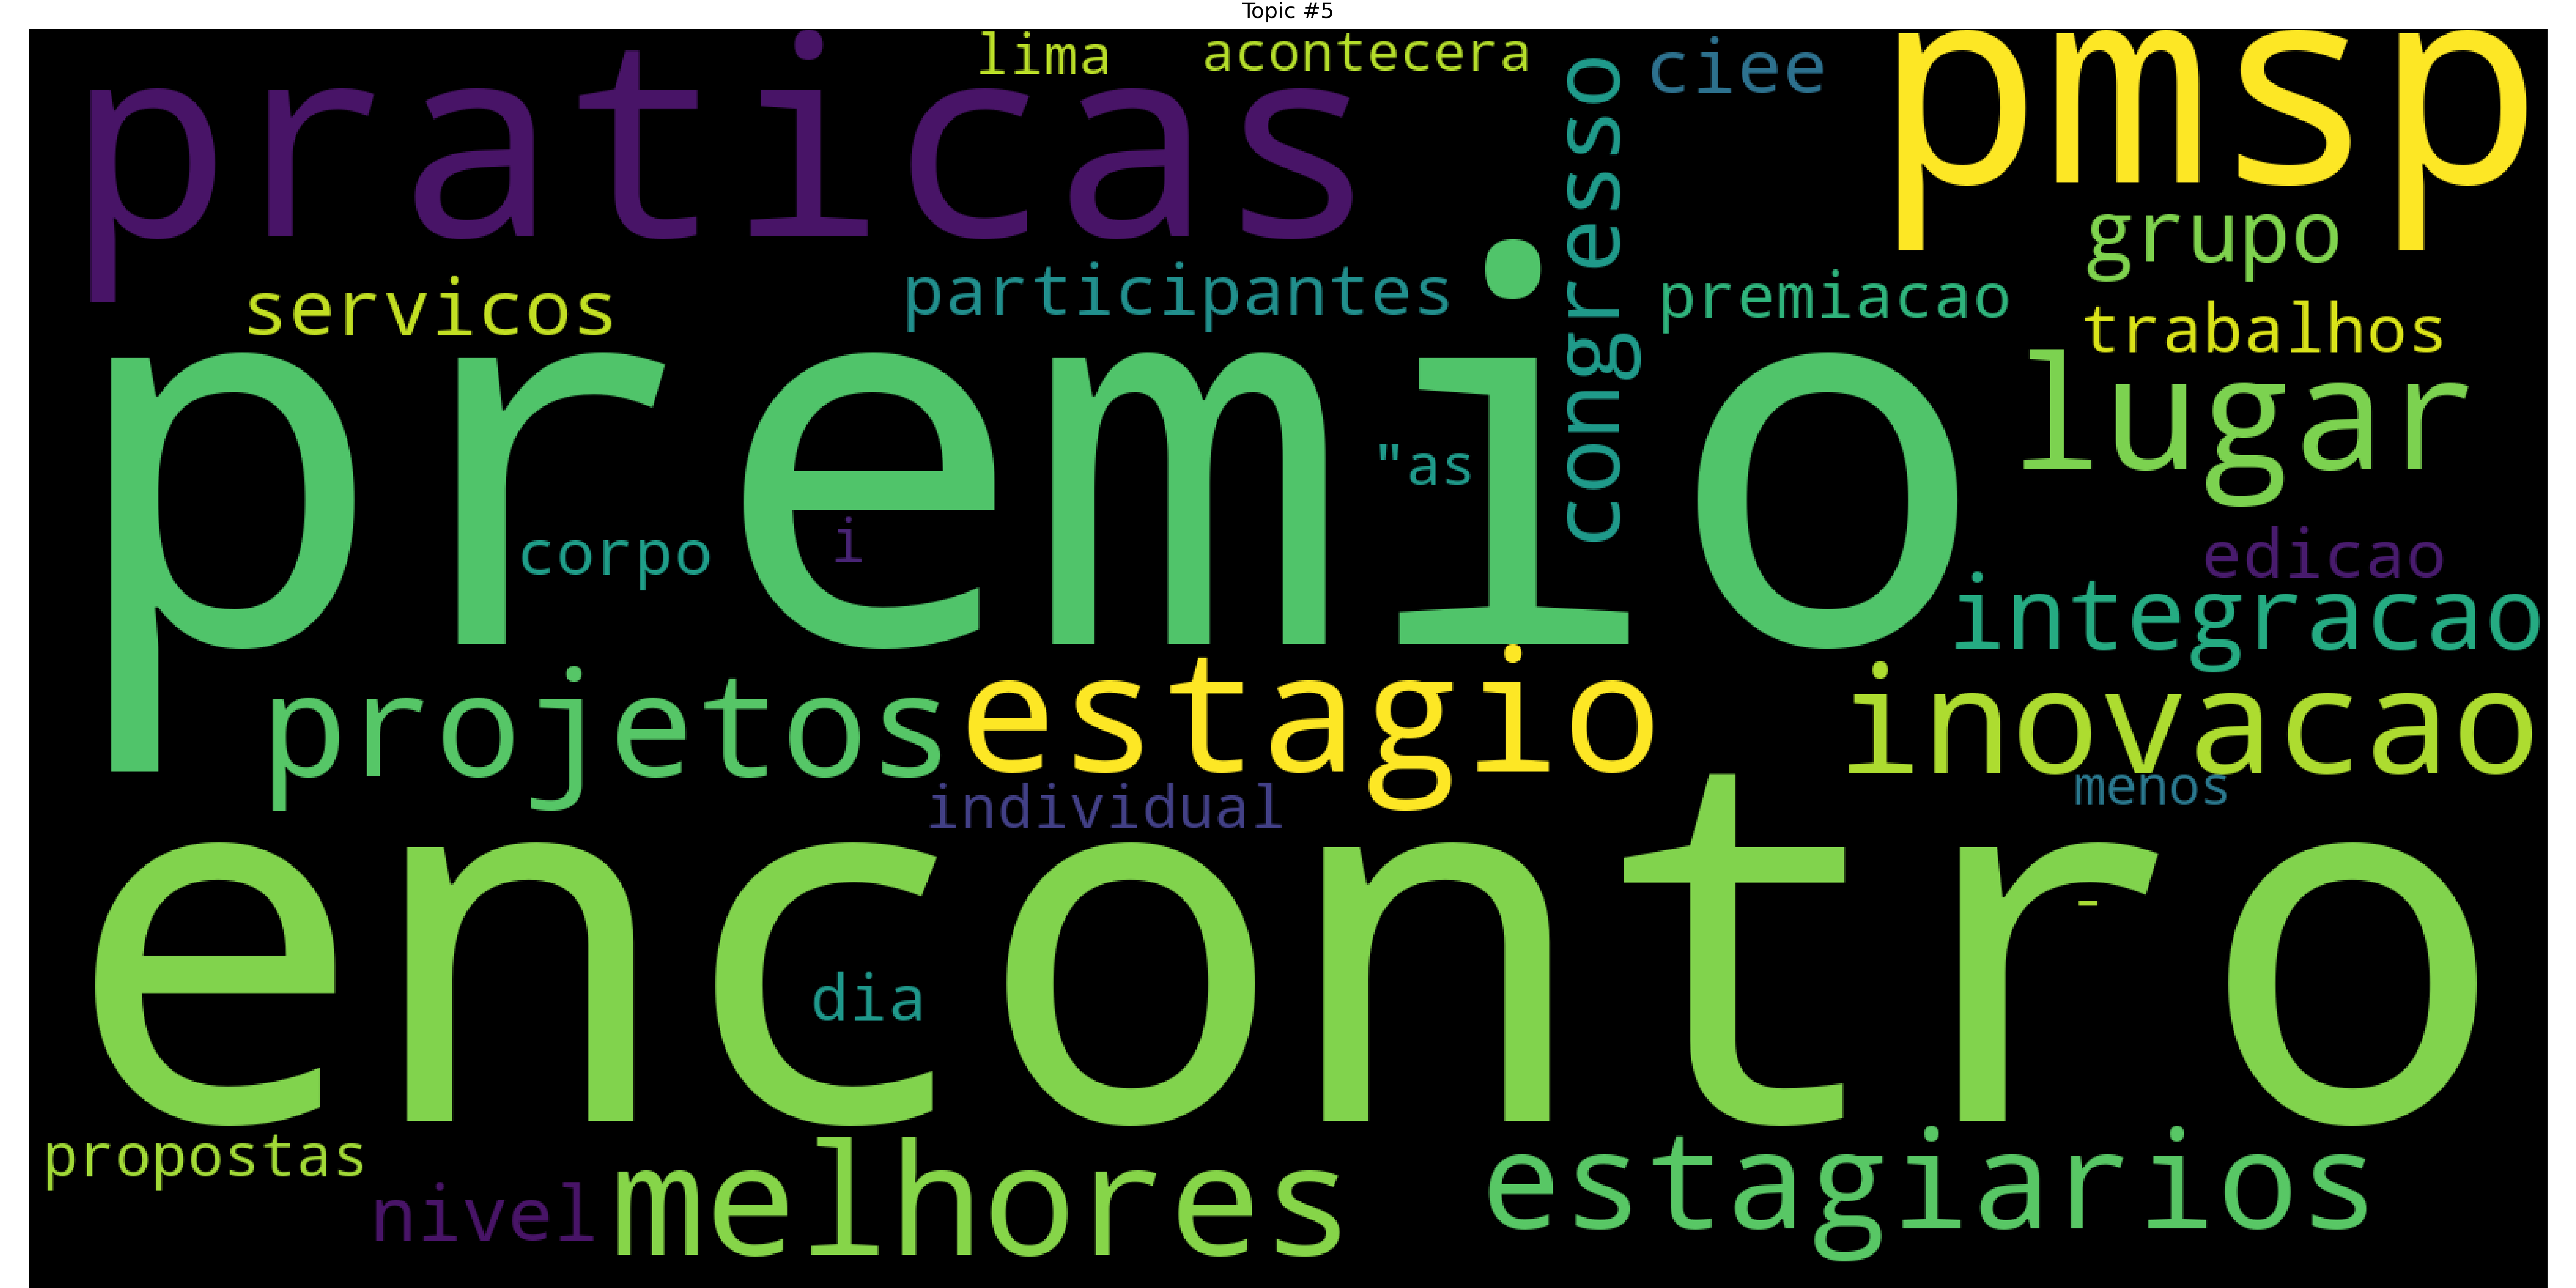 Topic #5
lima acontecera
ciee
praticas
pmsp
congresso
grupo
servicos
participantes
premiacao
trabalhos
premio
lugar
"as
corpo
i
edicao
integracao
projetos
estagio
inovacao
individual
menos
encontro
-
dia
propostas
nivel
melhores
estagiarios